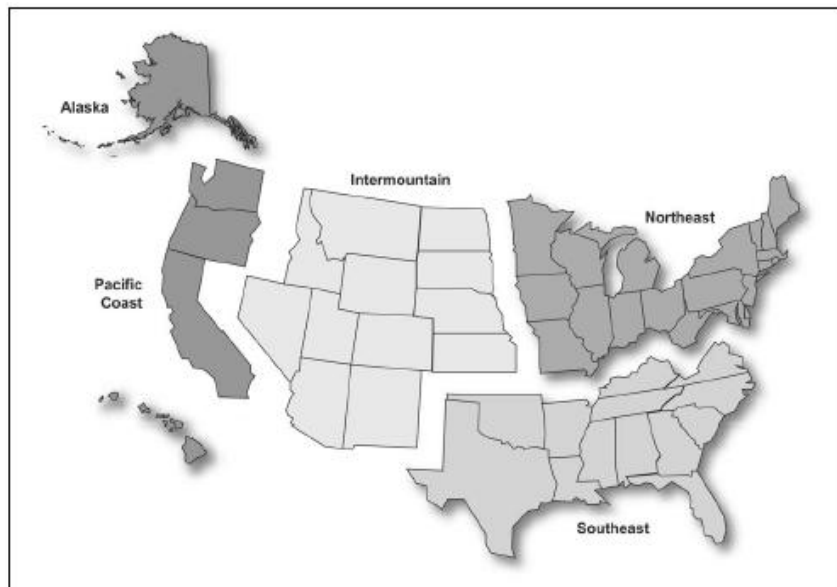 Alaska
Intermountain
Northeast
Pacific
Coast
Southeast